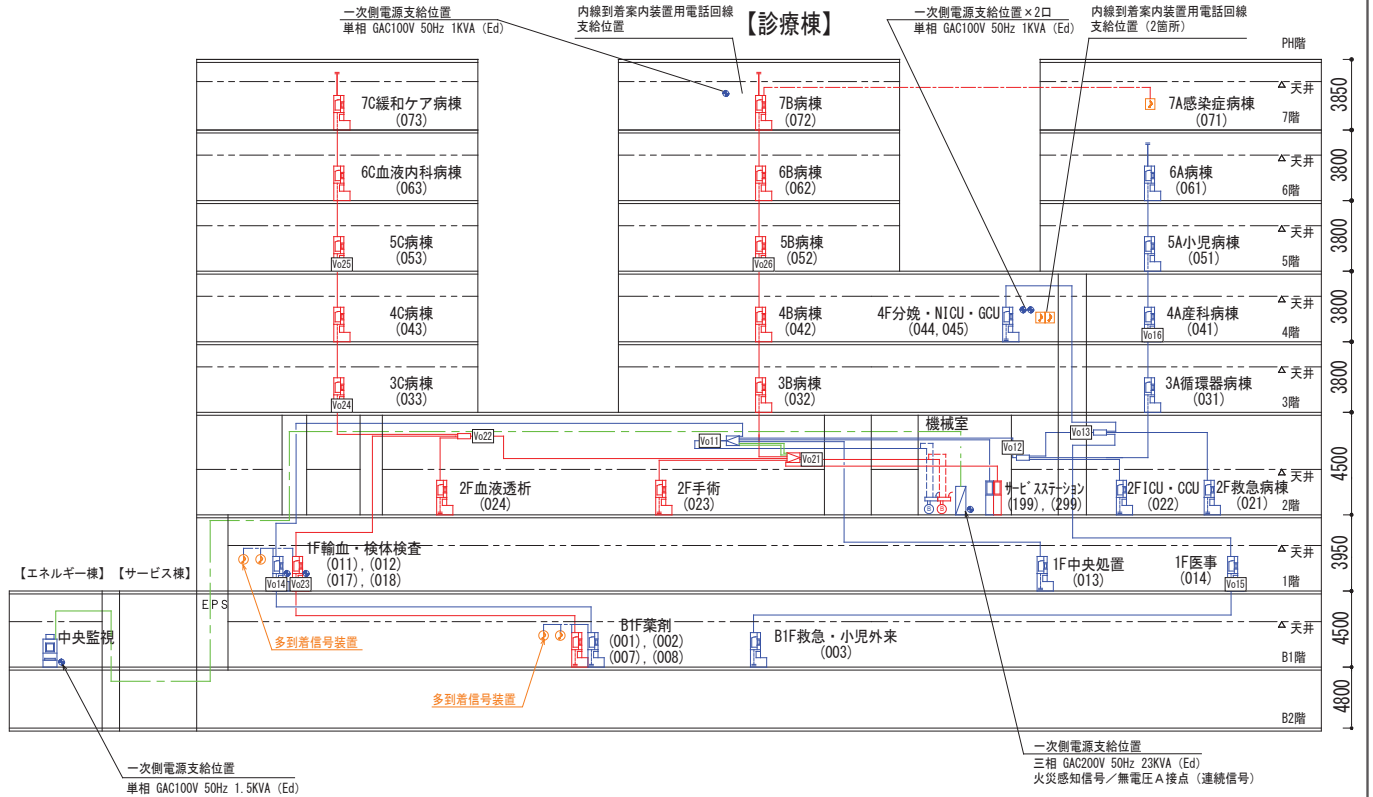 一次側電源支給位置
単相 GAC100V 50Hz 1KVA (Ed)
内線到着案内装置用電話回線
支給位置
【診療棟】
一次側電源支給位置×2口
単相 GAC100V 50Hz 1KVA (Ed)
内線到着案内装置用電話回線
支給位置 (2箇所)
PH階
7C緩和ケア病棟
(073)
7B病棟
(072)
7A感染症病棟
(071)
天井
7階
3850
6C血液内科病棟
(063)
6B病棟
(062)
6A病棟
(061)
天井
6階
3800
5C病棟
(053)
Vo25
5B病棟
(052)
Vo26
5A小児病棟
(051)
天井
5階
3800
4C病棟
(043)
4B病棟
(042)
4F分娩・NICU・GCU
(044,045)
4A産科病棟
(041)
Vo16
天井
4階
3800
3C病棟
(033)
Vo24
3B病棟
(032)
3A循環器病棟
(031)
天井
3階
3800
Vo22
Vo11
Vo21
機械室
Vo12
Vo13
2F血液透析
(024)
2F手術
(023)
サービスステーション
(199),(299)
2FICU・CCU
(022)
2F救急病棟
(021)
天井
2階
4500
1F輸血・検体検査
(011),(012)
(017),(018)
Vo14
Vo23
1F中央処置
(013)
1F医事
(014)
Vo15
天井
1階
3950
【エネルギー棟】
【サービス棟】
EPS
中央監視
多到着信号装置
B1F薬剤
(001),(002)
(007),(008)
B1F救急・小児外来
(003)
天井
B1階
4500
多到着信号装置
B2階
4800
一次側電源支給位置
単相 GAC100V 50Hz 1.5KVA (Ed)
一次側電源支給位置
三相 GAC200V 50Hz 23KVA (Ed)
火災感知信号/無電圧A接点 (連続信号)